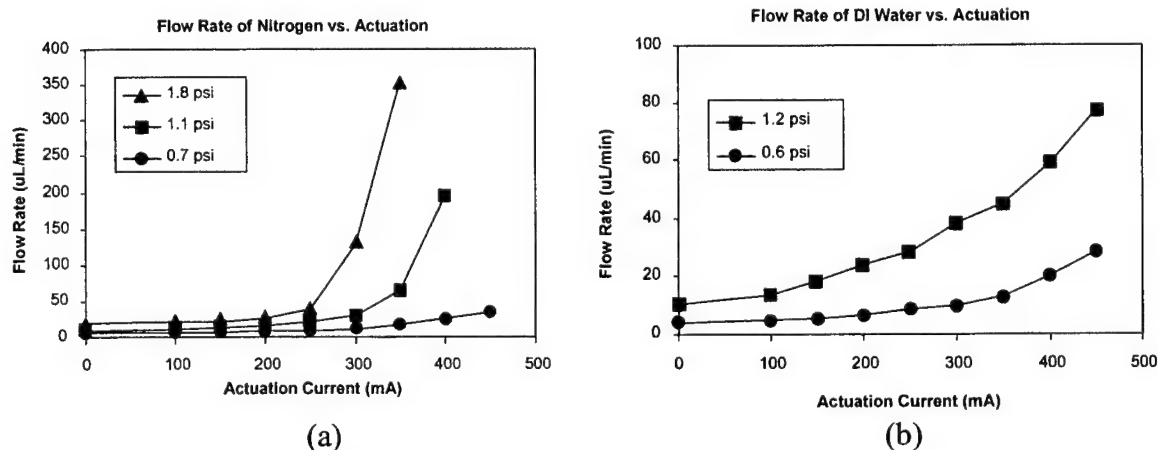 Flow Rate of Nitrogen vs. Actuation
400
350
300
250
200
150
100
50
0
Flow Rate (uL/min)
1.8 psi
1.1 psi
0.7 psi
0 100 200 300 400 500
Actuation Current (mA)
(a)
Flow Rate of DI Water vs. Actuation
100
80
60
40
20
0
Flow Rate (uL/min)
1.2 psi
0.6 psi
0 100 200 300 400 500
Actuation Current (mA)
(b)